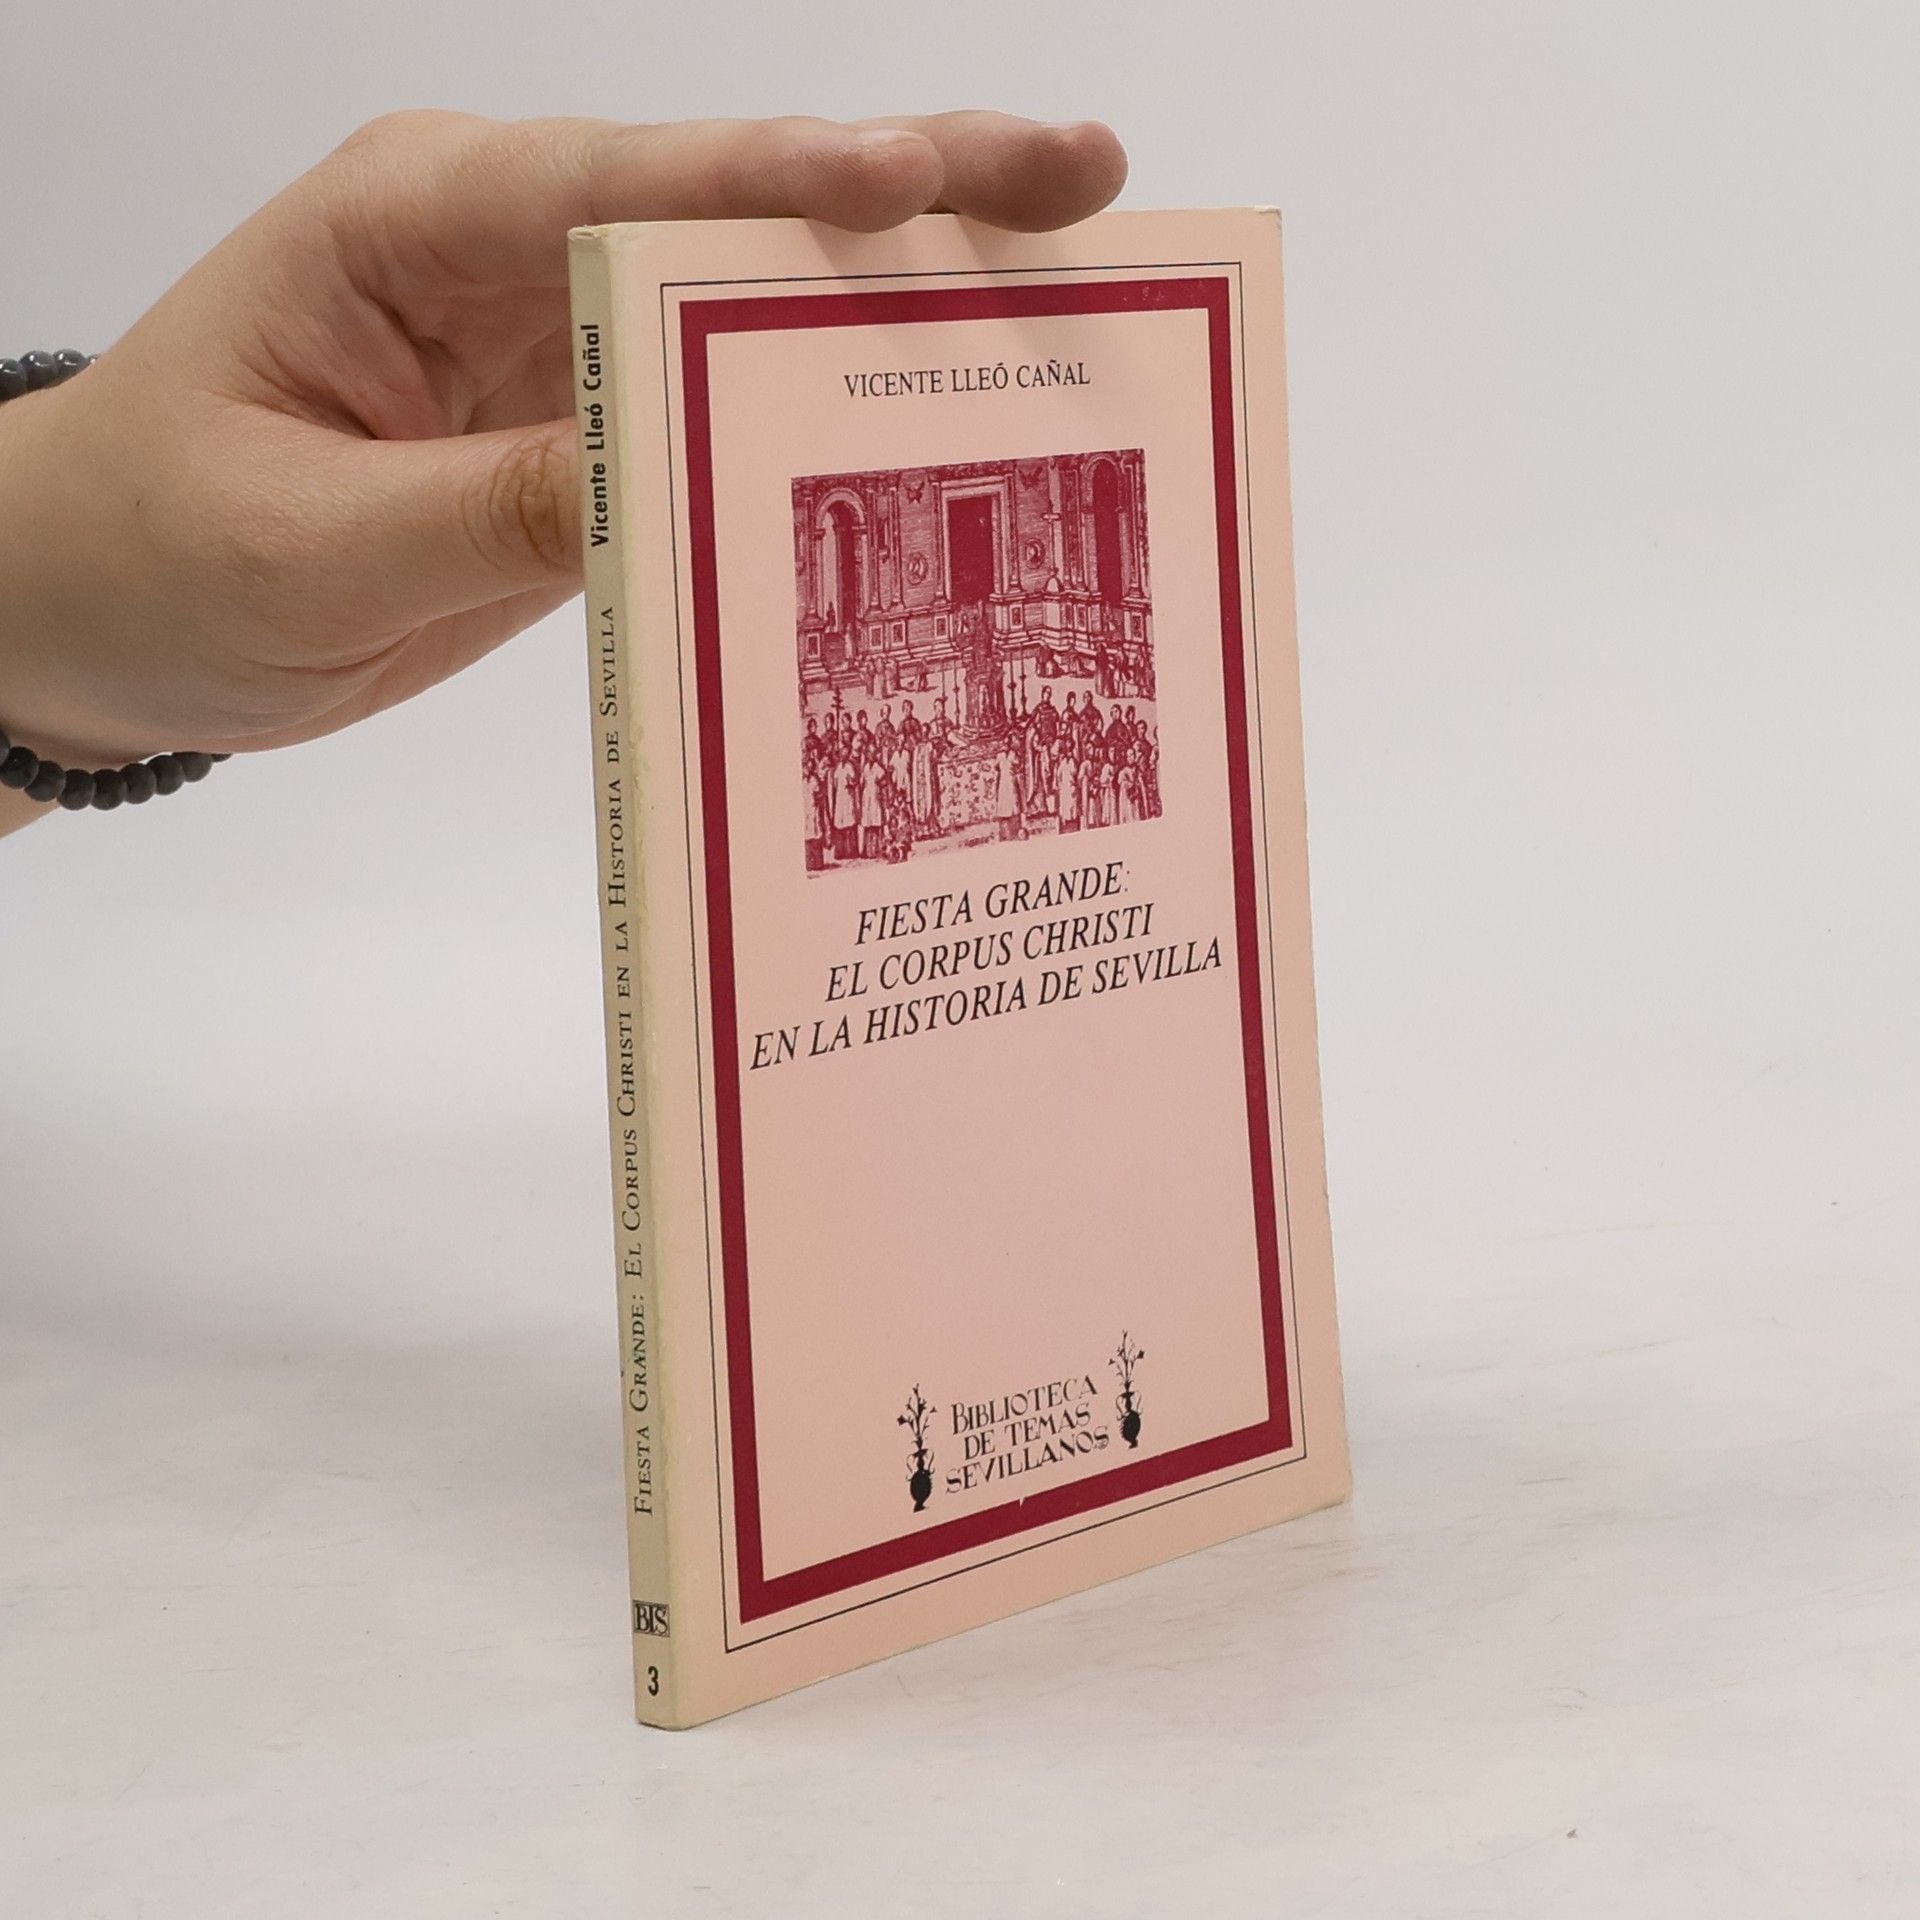 VICENTE LLEÓ CAÑAL
FIESTA GRANDE:
EL CORPUS CHRISTI
EN LA HISTORIA DE SEVILLA
BIBLIOTECA
DE TEMAS
SEVILLANOS
FIESTA GRANDE: EL CORPUS CHRISTI EN LA HISTORIA DE SEVILLA Vicente Lleó Cañal
BTS
3